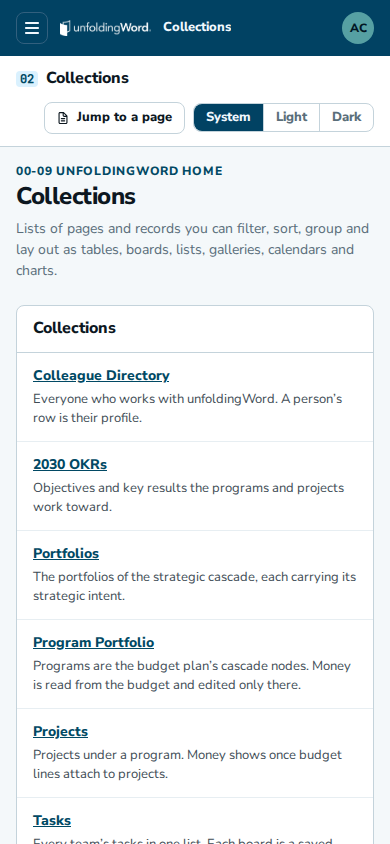 unfoldingWord. Collections AC
02 Collections
Jump to a page System Light Dark
00-09 UNFOLDINGWORD HOME
Collections
Lists of pages and records you can filter, sort, group and
lay out as tables, boards, lists, galleries, calendars and
charts.
Collections
Colleague Directory
Everyone who works with unfoldingWord. A person's
row is their profile.
2030 OKRs
Objectives and key results the programs and projects
work toward.
Portfolios
The portfolios of the strategic cascade, each carrying its
strategic intent.
Program Portfolio
Programs are the budget plan's cascade nodes. Money
is read from the budget and edited only there.
Projects
Projects under a program. Money shows once budget
lines attach to projects.
Tasks
Every team's tasks in one list. Each board is a saved